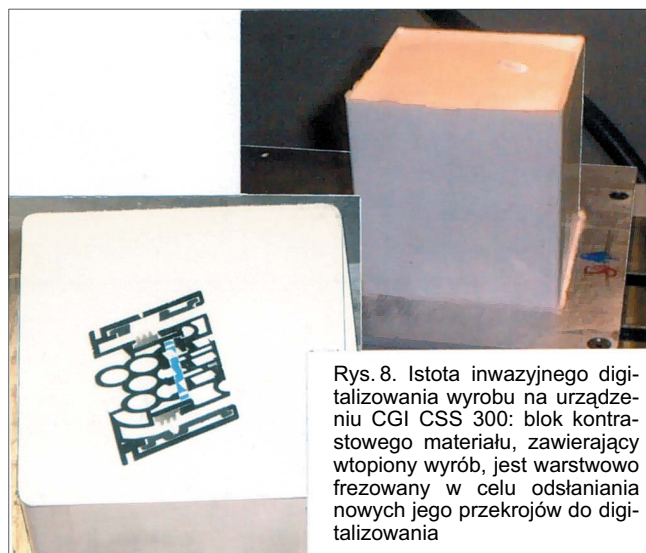 Rys. 8. Istota inwazyjnego digi-
talizowania wyrobu na urządze-
niu CGI CSS 300: blok kontra-
stowego materiału, zawierający
wtopiony wyrób, jest warstwowo
frezowany w celu odsłaniania
nowych jego przekrojów do digi-
talizowania